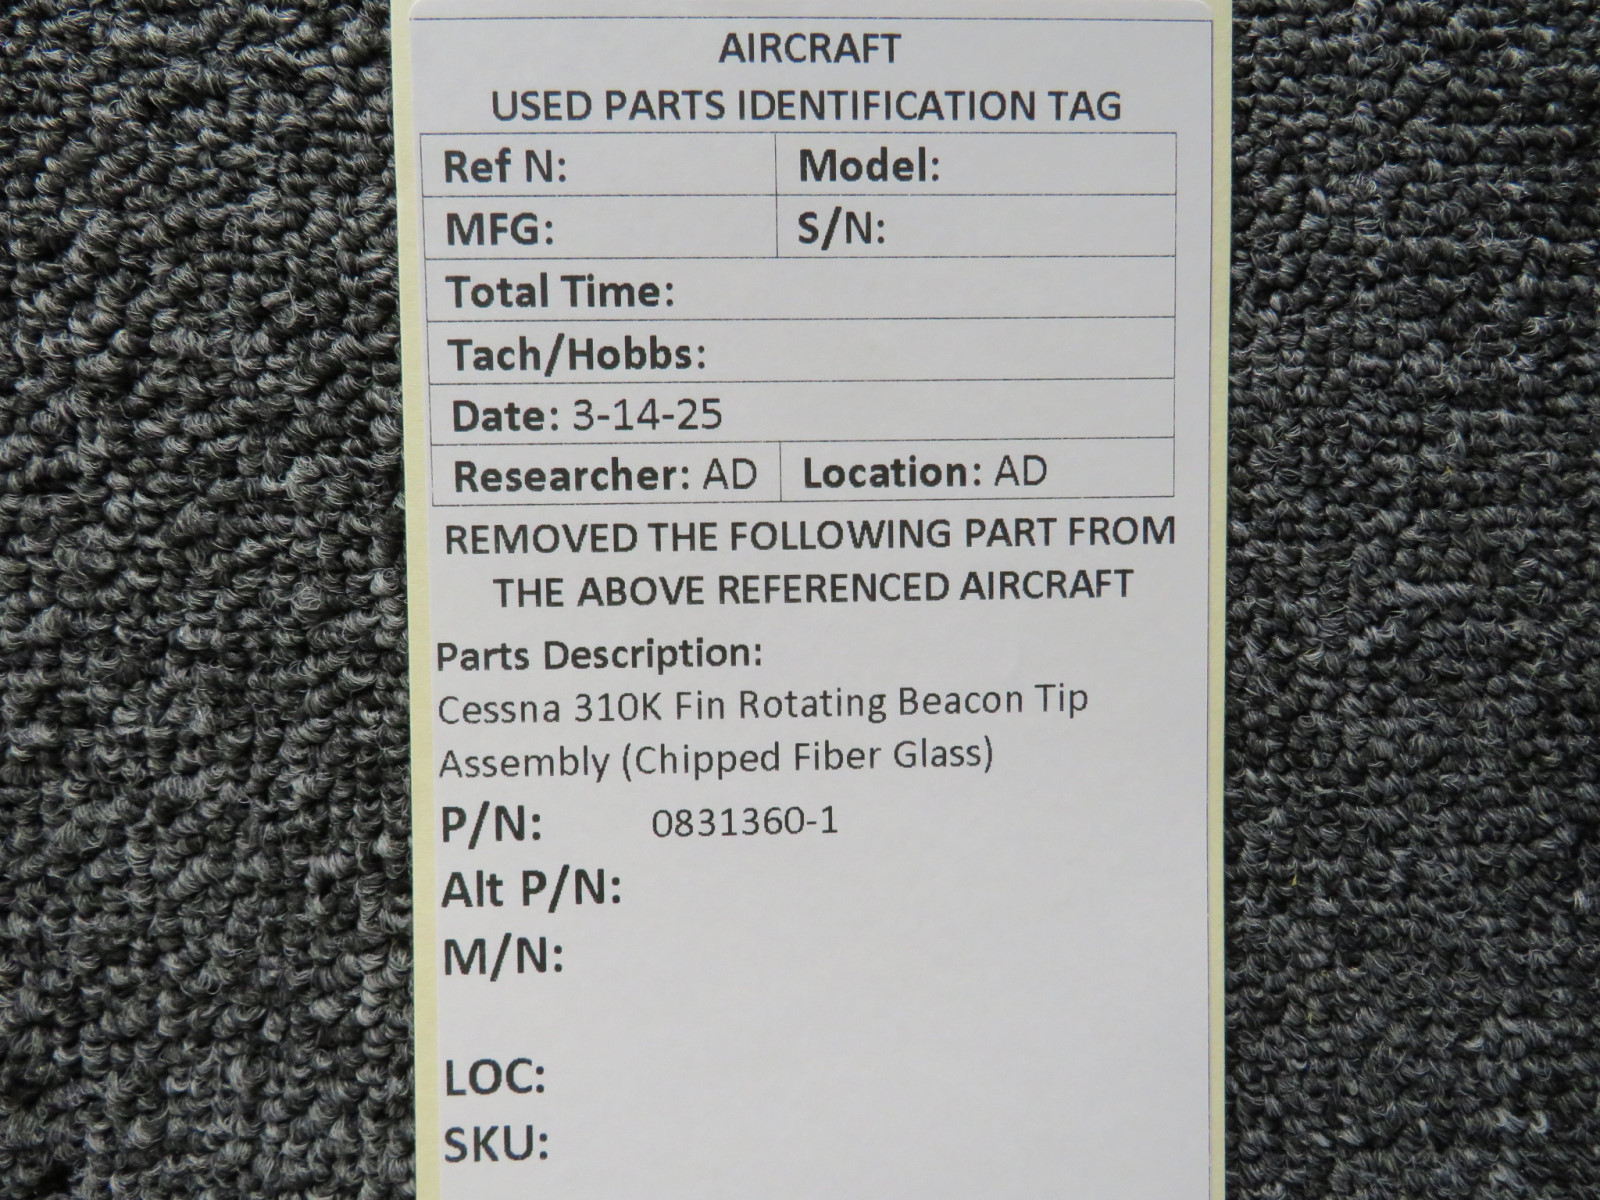 AIRCRAFT
USED PARTS IDENTIFICATION TAG
Ref N: Model:
MFG: S/N:
Total Time:
Tach/Hobbs:
Date: 3-14-25
Researcher: AD Location: AD
REMOVED THE FOLLOWING PART FROM
THE ABOVE REFERENCED AIRCRAFT
Parts Description:
Cessna 310K Fin Rotating Beacon Tip
Assembly (Chipped Fiber Glass)
P/N: 0831360-1
Alt P/N:
M/N:
LOC:
SKU: